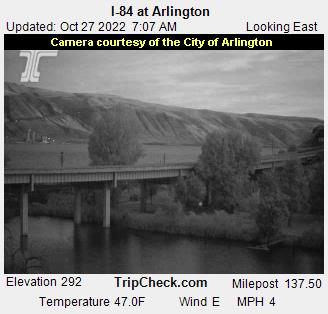 I-84 at Arlington
Updated: Oct 27 2022 7:07 AM Looking East
Camera courtesy of the City of Arlington
Elevation 292 TripCheck.com Milepost 137.50
Temperature 47.0F Wind E MPH 4